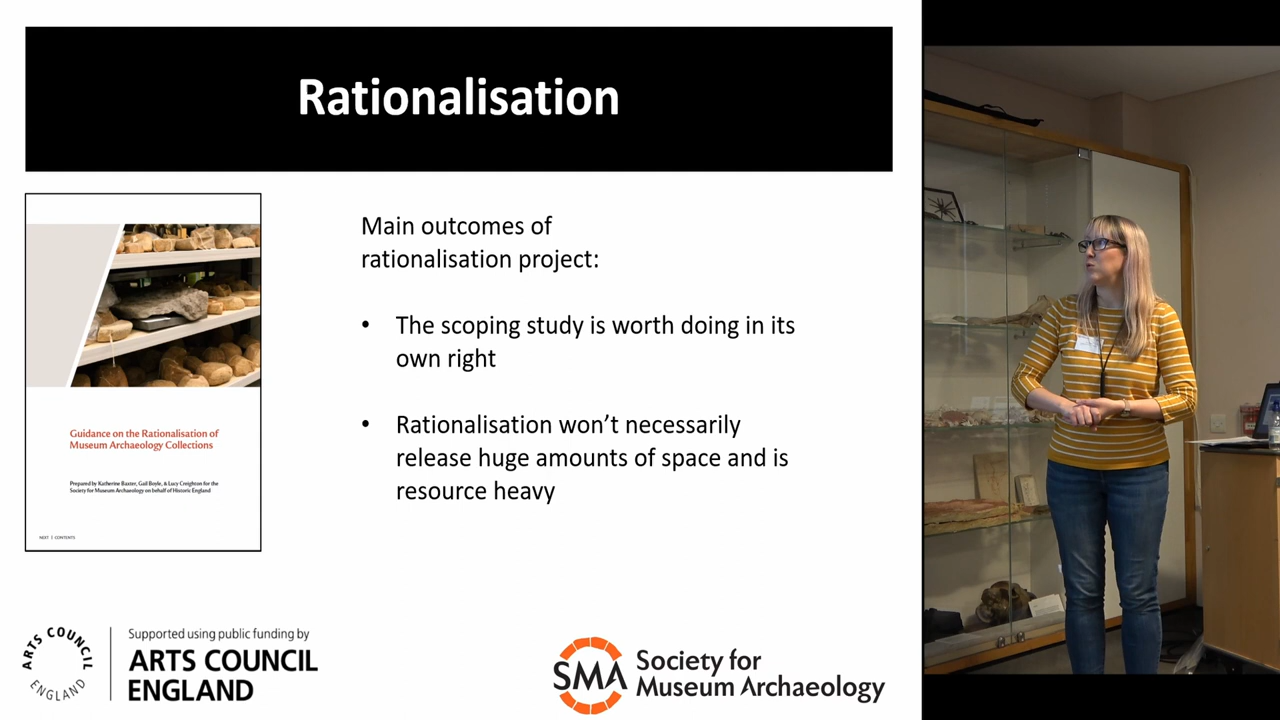 Rationalisation
Guidance on the Rationalisation of
Museum Archaeology Collections
Prepared by Katherine Baxter, Gail Boyle, & Lucy Creighton for the
Society for Museum Archaeology on behalf of Historic England
NEXT | CONTENTS
Main outcomes of
rationalisation project:
• The scoping study is worth doing in its
own right
• Rationalisation won’t necessarily
release huge amounts of space and is
resource heavy
ARTS COUNCIL
ENGLAND
Supported using public funding by
ARTS COUNCIL
ENGLAND
SMA
Society for
Museum Archaeology